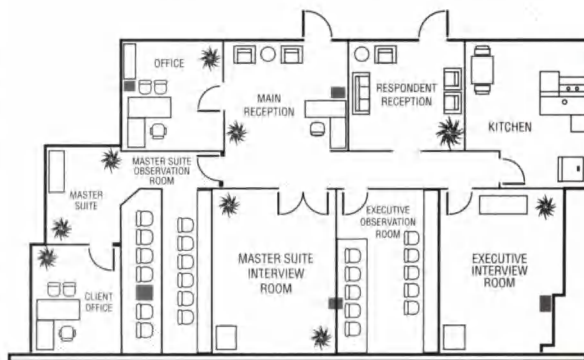 OFFICE
MAIN
RECEPTION
RESPONDENT
RECEPTION
KITCHEN
MASTER SUITE
OBSERVATION
ROOM
MASTER
SUITE
EXECUTIVE
OBSERVATION
ROOM
MASTER SUITE
INTERVIEW
ROOM
EXECUTIVE
INTERVIEW
ROOM
CLIENT
OFFICE